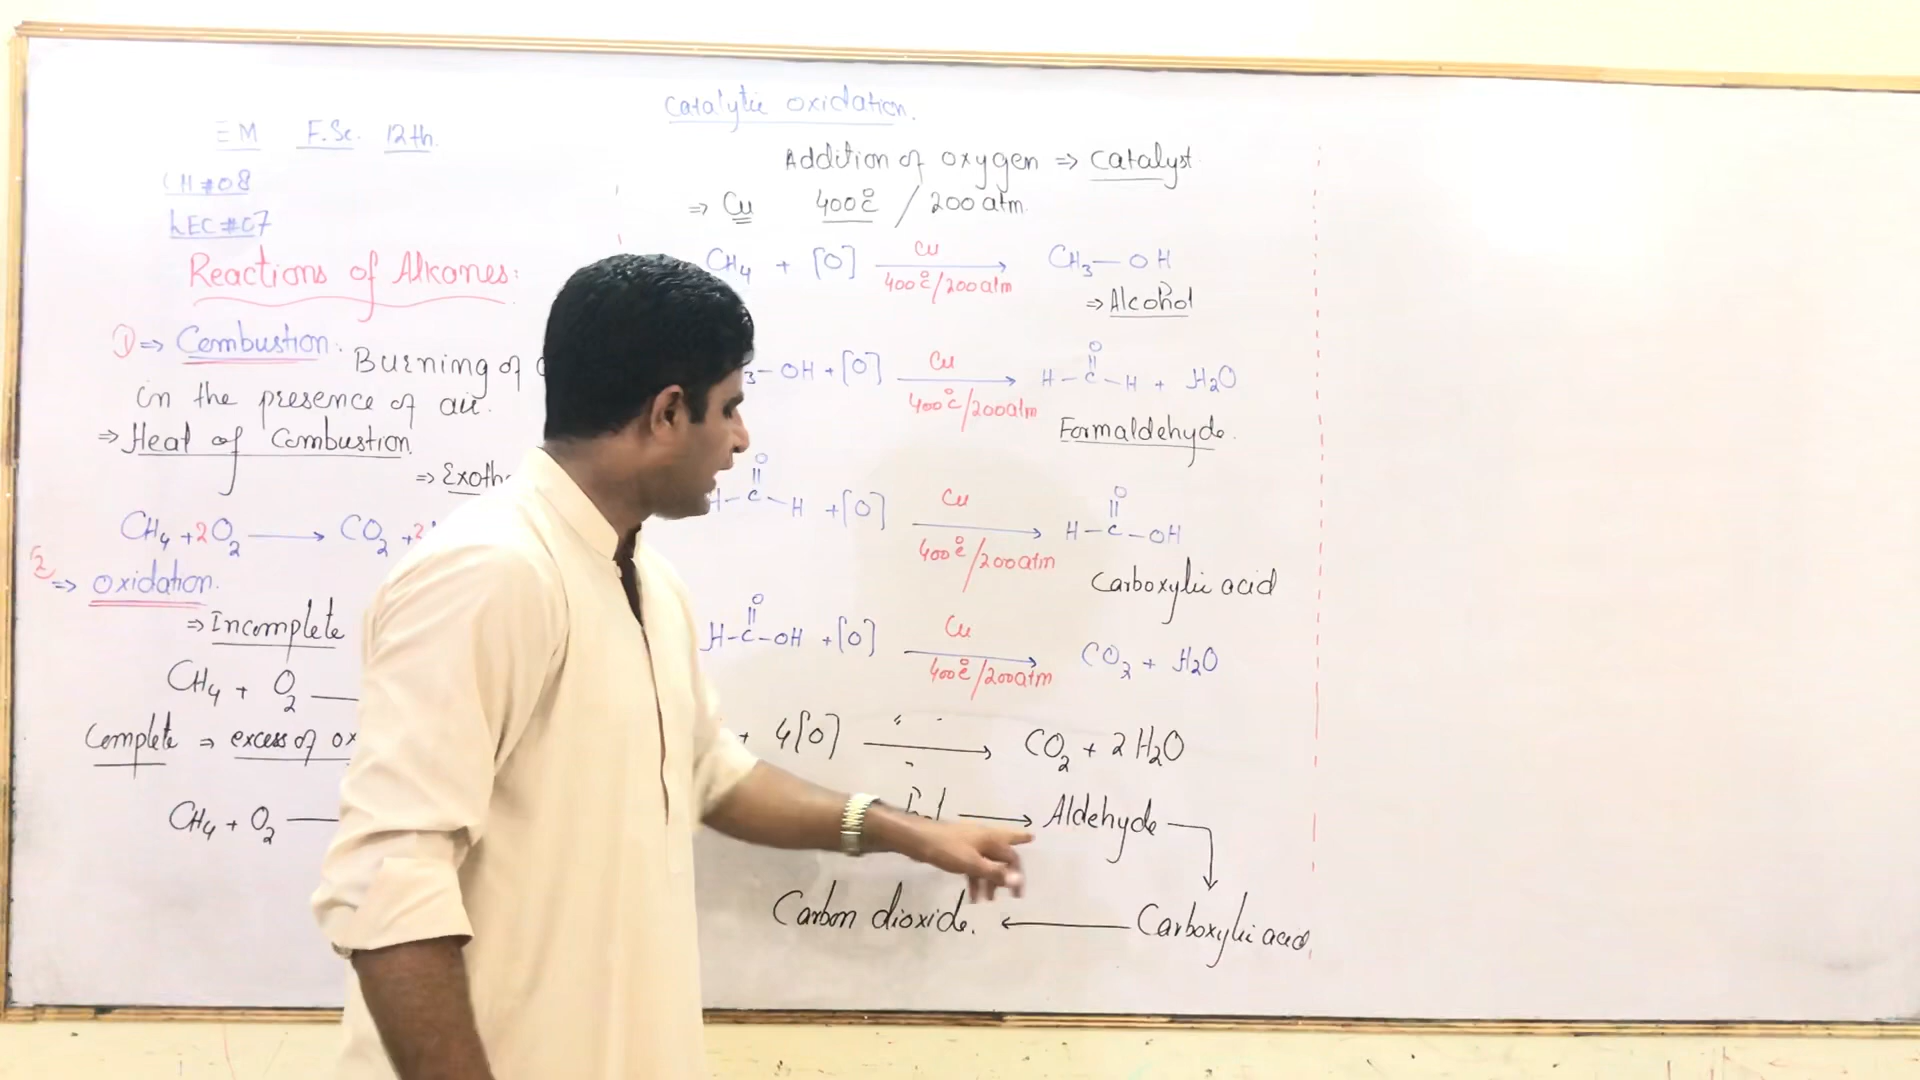 EM F.Sc. 12th.
CH#08
LEC#07
Reactions of Alkanes:
1) ⇒ Combustion: Burning of
in the presence of air.
⇒ Heat of Combustion.
⇒ Exoth
CH₄ + 2O₂ ⟶ CO₂ + 2
2 ⇒ Oxidation.
⇒ Incomplete
CH₄ + O₂
Complete ⇒ excess of ox
CH₄ + O₂
Catalytic oxidation.
Addition of oxygen ⇒ catalyst
⇒ Cu 400°C / 200 atm
CH₄ + [O] ⟶ CH₃—OH
Cu
400°C/200atm
⇒ Alcohol
₃—OH + [O] ⟶ H—C—H + H₂O
Cu
400°C/200atm
O
||
Formaldehyde.
O
||
H—C—H + [O] ⟶ H—C—OH
Cu
400°C/200atm
O
||
Carboxylic acid
O
||
H—C—OH + [O] ⟶ CO₂ + H₂O
Cu
400°C/200atm
+ 4[O] ⟶ CO₂ + 2H₂O
⟶ Aldehyde
Carbon dioxide. ⟵ Carboxylic acid.